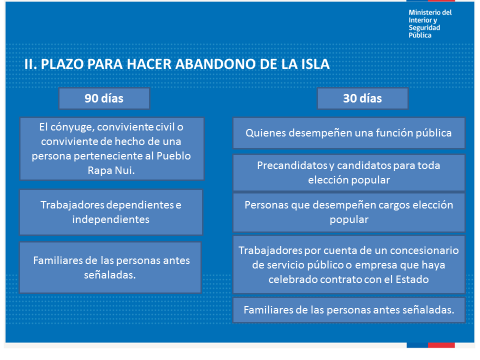 Ministerio del
Interior y
Seguridad
Pública
II. PLAZO PARA HACER ABANDONO DE LA ISLA
90 días
El cónyuge, conviviente civil o
conviviente de hecho de una
persona perteneciente al Pueblo
Rapa Nui.
Trabajadores dependientes e
independientes
Familiares de las personas antes
señaladas.
30 días
Quienes desempeñen una función pública
Precandidatos y candidatos para toda
elección popular
Personas que desempeñen cargos elección
popular
Trabajadores por cuenta de un concesionario
de servicio público o empresa que haya
celebrado contrato con el Estado
Familiares de las personas antes señaladas.